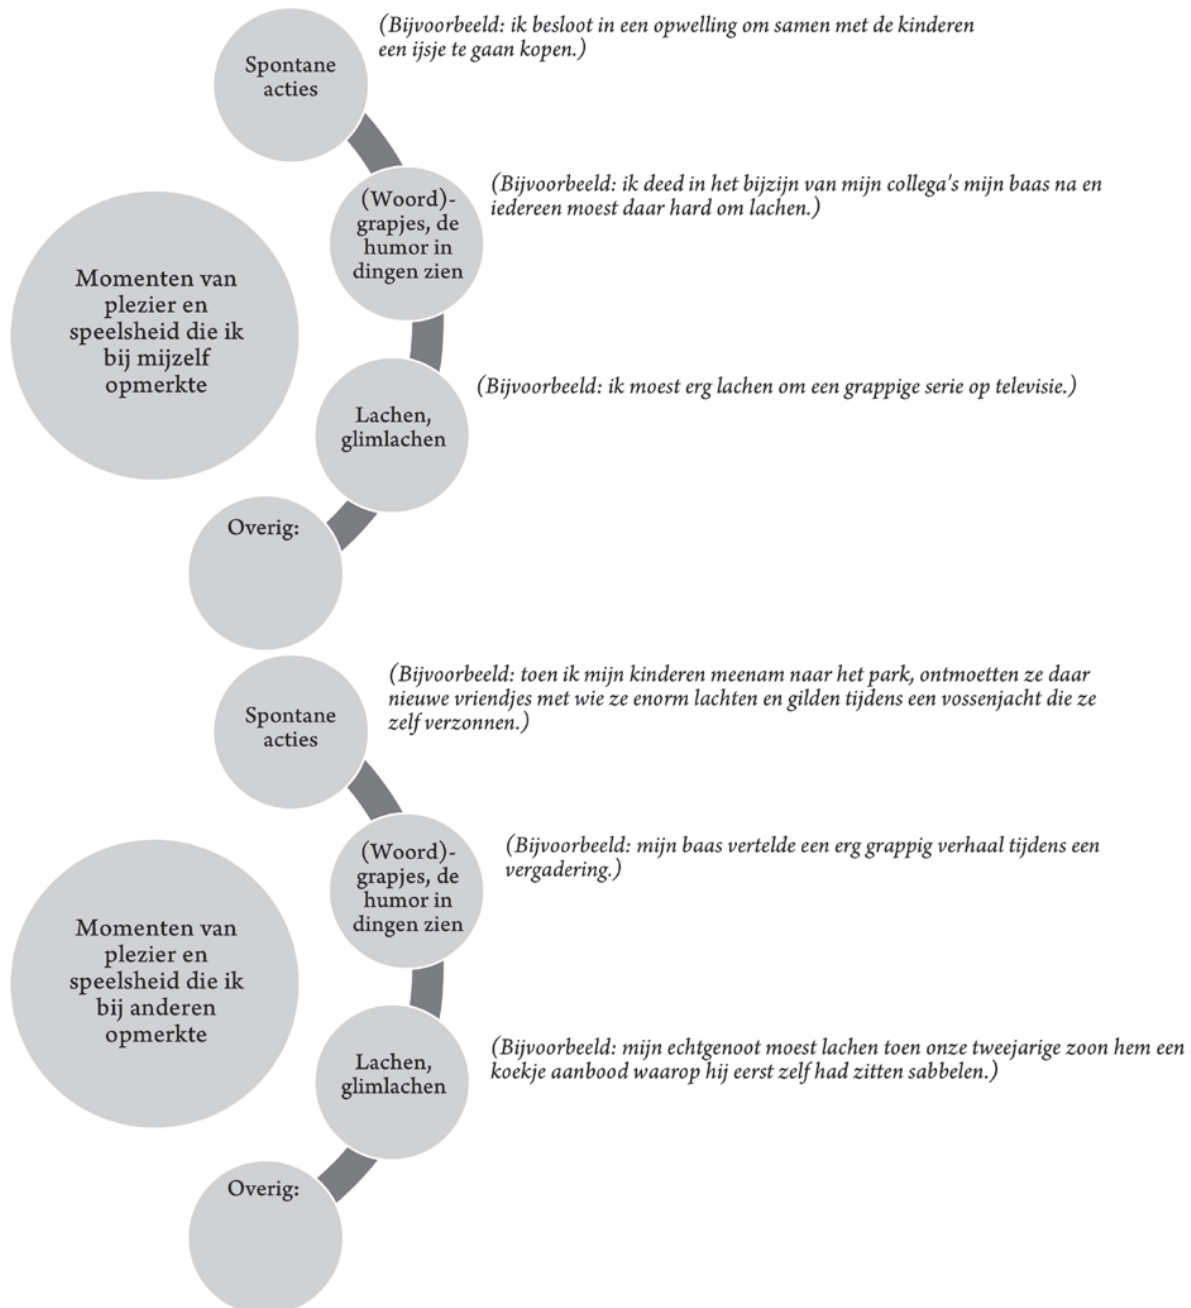 (Bijvoorbeeld: ik besloot in een opwelling om samen met de kinderen
een ijsje te gaan kopen.)
Spontane
acties
(Bijvoorbeeld: ik deed in het bijzijn van mijn collega's mijn baas na en
iedereen moest daar hard om lachen.)
(Woord)-
grapjes, de
humor in
dingen zien
Momenten van
plezier en
speelsheid die ik
bij mijzelf
opmerkte
(Bijvoorbeeld: ik moest erg lachen om een grappige serie op televisie.)
Lachen,
glimlachen
Overig:
(Bijvoorbeeld: toen ik mijn kinderen meenam naar het park, ontmoetten ze daar
nieuwe vriendjes met wie ze enorm lachten en gilden tijdens een vossenjacht die ze
zelf verzonnen.)
Spontane
acties
(Bijvoorbeeld: mijn baas vertelde een erg grappig verhaal tijdens een
vergadering.)
(Woord)-
grapjes, de
humor in
dingen zien
Momenten van
plezier en
speelsheid die ik
bij anderen
opmerkte
(Bijvoorbeeld: mijn echtgenoot moest lachen toen onze tweejarige zoon hem een
koekje aanbood waarop hij eerst zelf had zitten sabbelen.)
Lachen,
glimlachen
Overig: